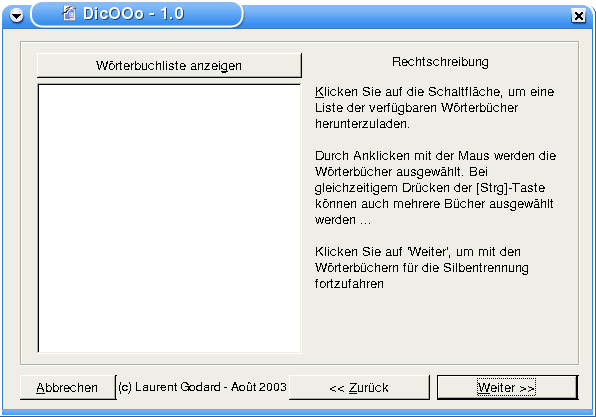 DicOOo - 1.0
Wörterbuchliste anzeigen
Rechtschreibung
Klicken Sie auf die Schaltfläche, um eine
Liste der verfügbaren Wörterbücher
herunterzuladen.
Durch Anklicken mit der Maus werden die
Wörterbücher ausgewählt. Bei
gleichzeitigem Drücken der [Strg]-Taste
können auch mehrere Bücher ausgewählt
werden ...
Klicken Sie auf 'Weiter', um mit den
Wörterbüchern für die Silbentrennung
fortzufahren
Abbrechen
(c) Laurent Godard - Août 2003
<< Zurück
Weiter >>